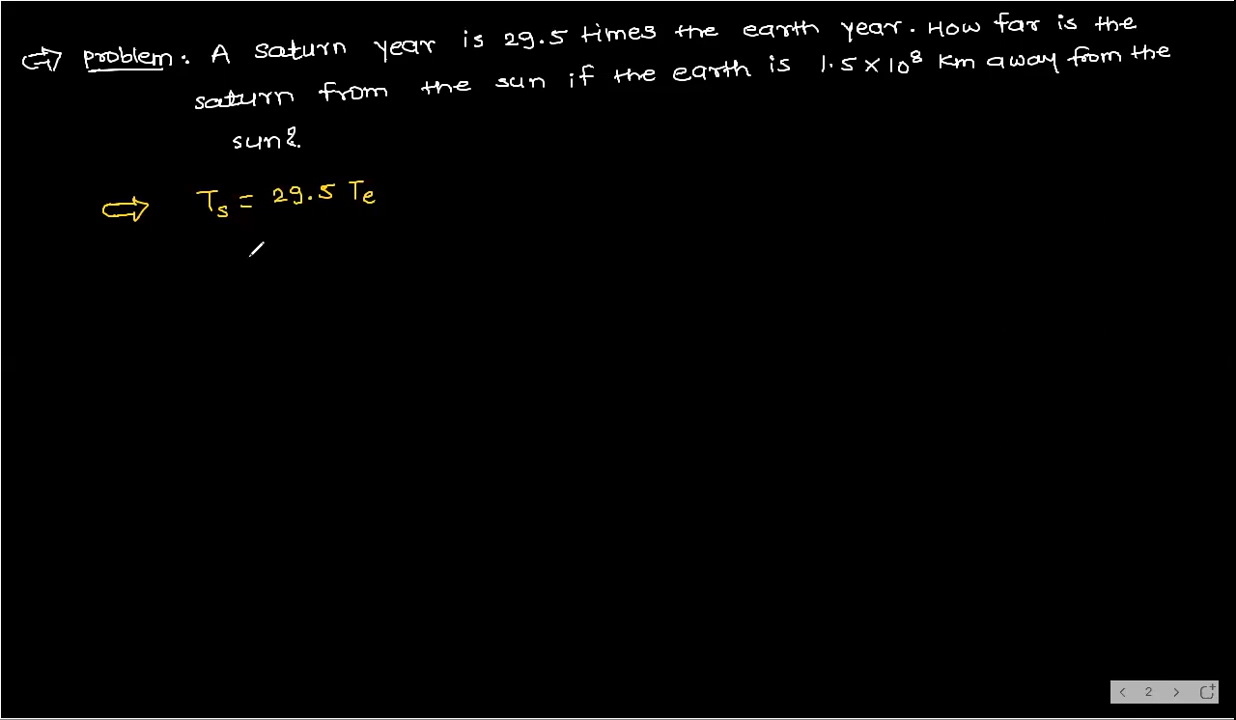 ⇒ Problem : A saturn year is 29.5 times the earth year. How far is the
saturn from the sun if the earth is 1.5 × 10⁸ km away from the
sun?
⇒ Tₛ = 29.5 Tₑ
2